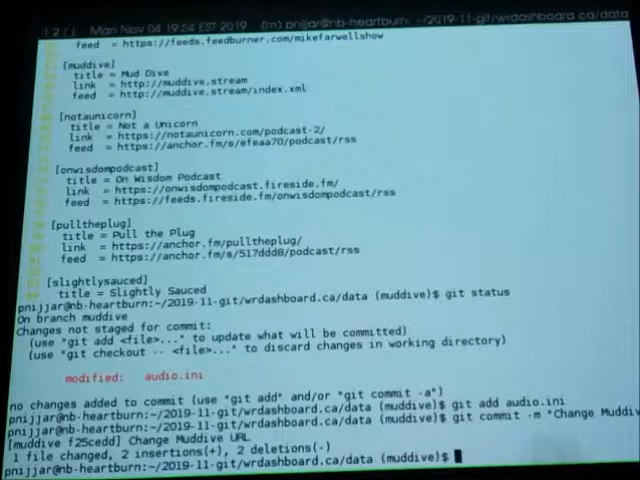 Mon Nov 04 19:54 EST 2019 (m) pnijjar@nb-heartburn: ~/2019-11-git/wrdashboard.ca/data
feed = https://feeds.feedburner.com/mikefarwellshow
[muddive]
title = Mud Dive
link = http://muddive.stream
feed = http://muddive.stream/index.xml
[notaunicorn]
title = Not a Unicorn
link = https://notaunicorn.com/podcast-2/
feed = https://anchor.fm/s/efeaa70/podcast/rss
[onwisdompodcast]
title = On Wisdom Podcast
link = https://onwisdompodcast.fireside.fm/
feed = https://feeds.fireside.fm/onwisdompodcast/rss
[pulltheplug]
title = Pull the Plug
link = https://anchor.fm/pulltheplug/
feed = https://anchor.fm/s/517ddd8/podcast/rss
[slightlysauced]
title = Slightly Sauced
pnijjar@nb-heartburn:~/2019-11-git/wrdashboard.ca/data (muddive)$ git status
On branch muddive
Changes not staged for commit:
(use "git add <file>..." to update what will be committed)
(use "git checkout -- <file>..." to discard changes in working directory)
modified: audio.ini
no changes added to commit (use "git add" and/or "git commit -a")
pnijjar@nb-heartburn:~/2019-11-git/wrdashboard.ca/data (muddive)$ git add audio.ini
pnijjar@nb-heartburn:~/2019-11-git/wrdashboard.ca/data (muddive)$ git commit -m "Change Muddiv
[muddive f25cedd] Change Muddive URL
1 file changed, 2 insertions(+), 2 deletions(-)
pnijjar@nb-heartburn:~/2019-11-git/wrdashboard.ca/data (muddive)$